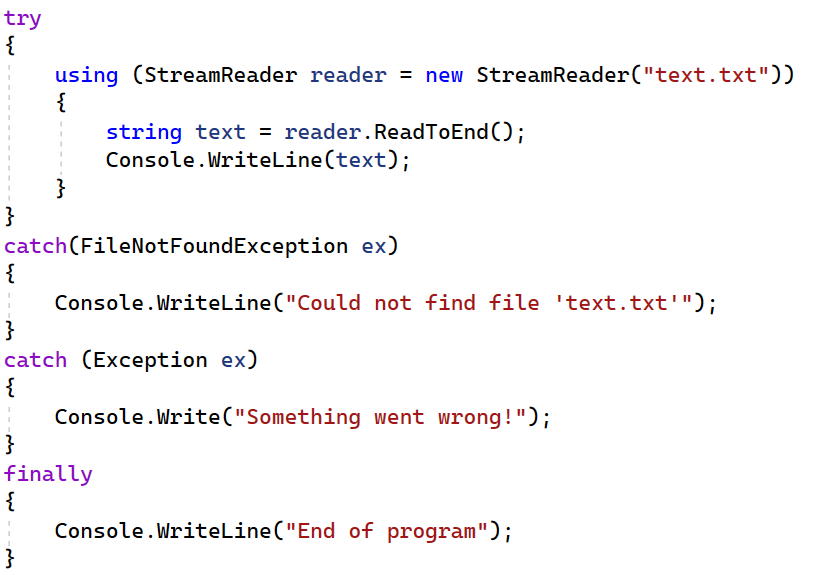 try
{
    using (StreamReader reader = new StreamReader("text.txt"))
    {
        string text = reader.ReadToEnd();
        Console.WriteLine(text);
    }
}
catch(FileNotFoundException ex)
{
    Console.WriteLine("Could not find file 'text.txt'");
}
catch (Exception ex)
{
    Console.Write("Something went wrong!");
}
finally
{
    Console.WriteLine("End of program");
}